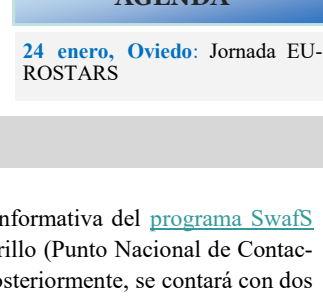 AGENDA
24 enero, Oviedo: Jornada EU-
ROSTARS
nformativa del programa SwafS
rillo (Punto Nacional de Contac-
osteriormente, se contará con dos